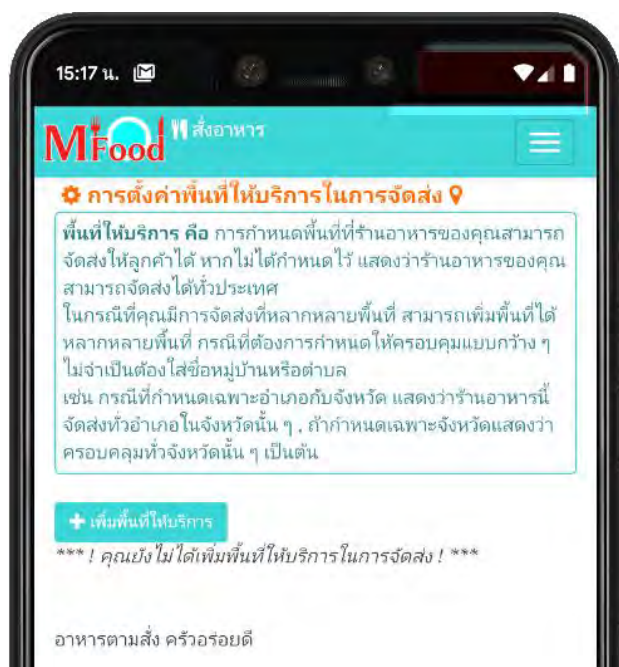 15:17 น.
MFood สั่งอาหาร
การตั้งค่าพื้นที่ให้บริการในการจัดส่ง
พื้นที่ให้บริการ คือ การกำหนดพื้นที่ที่ร้านอาหารของคุณสามารถ
จัดส่งให้ลูกค้าได้ หากไม่ได้กำหนดไว้ แสดงว่าร้านอาหารของคุณ
สามารถจัดส่งได้ทั่วประเทศ
ในกรณีที่คุณมีการจัดส่งที่หลากหลายพื้นที่ สามารถเพิ่มพื้นที่ได้
หลากหลายพื้นที่ กรณีที่ต้องการกำหนดให้ครอบคุมแบบกว้าง ๆ
ไม่จำเป็นต้องใส่ชื่อหมู่บ้านหรือตำบล
เช่น กรณีที่กำหนดเฉพาะอำเภอกับจังหวัด แสดงว่าร้านอาหารนี้
จัดส่งทั่วอำเภอในจังหวัดนั้น ๆ , ถ้ากำหนดเฉพาะจังหวัดแสดงว่า
ครอบคลุมทั่วจังหวัดนั้น ๆ เป็นต้น
+ เพิ่มพื้นที่ให้บริการ
*** ! คุณยังไม่ได้เพิ่มพื้นที่ให้บริการในการจัดส่ง ! ***
อาหารตามสั่ง ครัวอร่อยดี